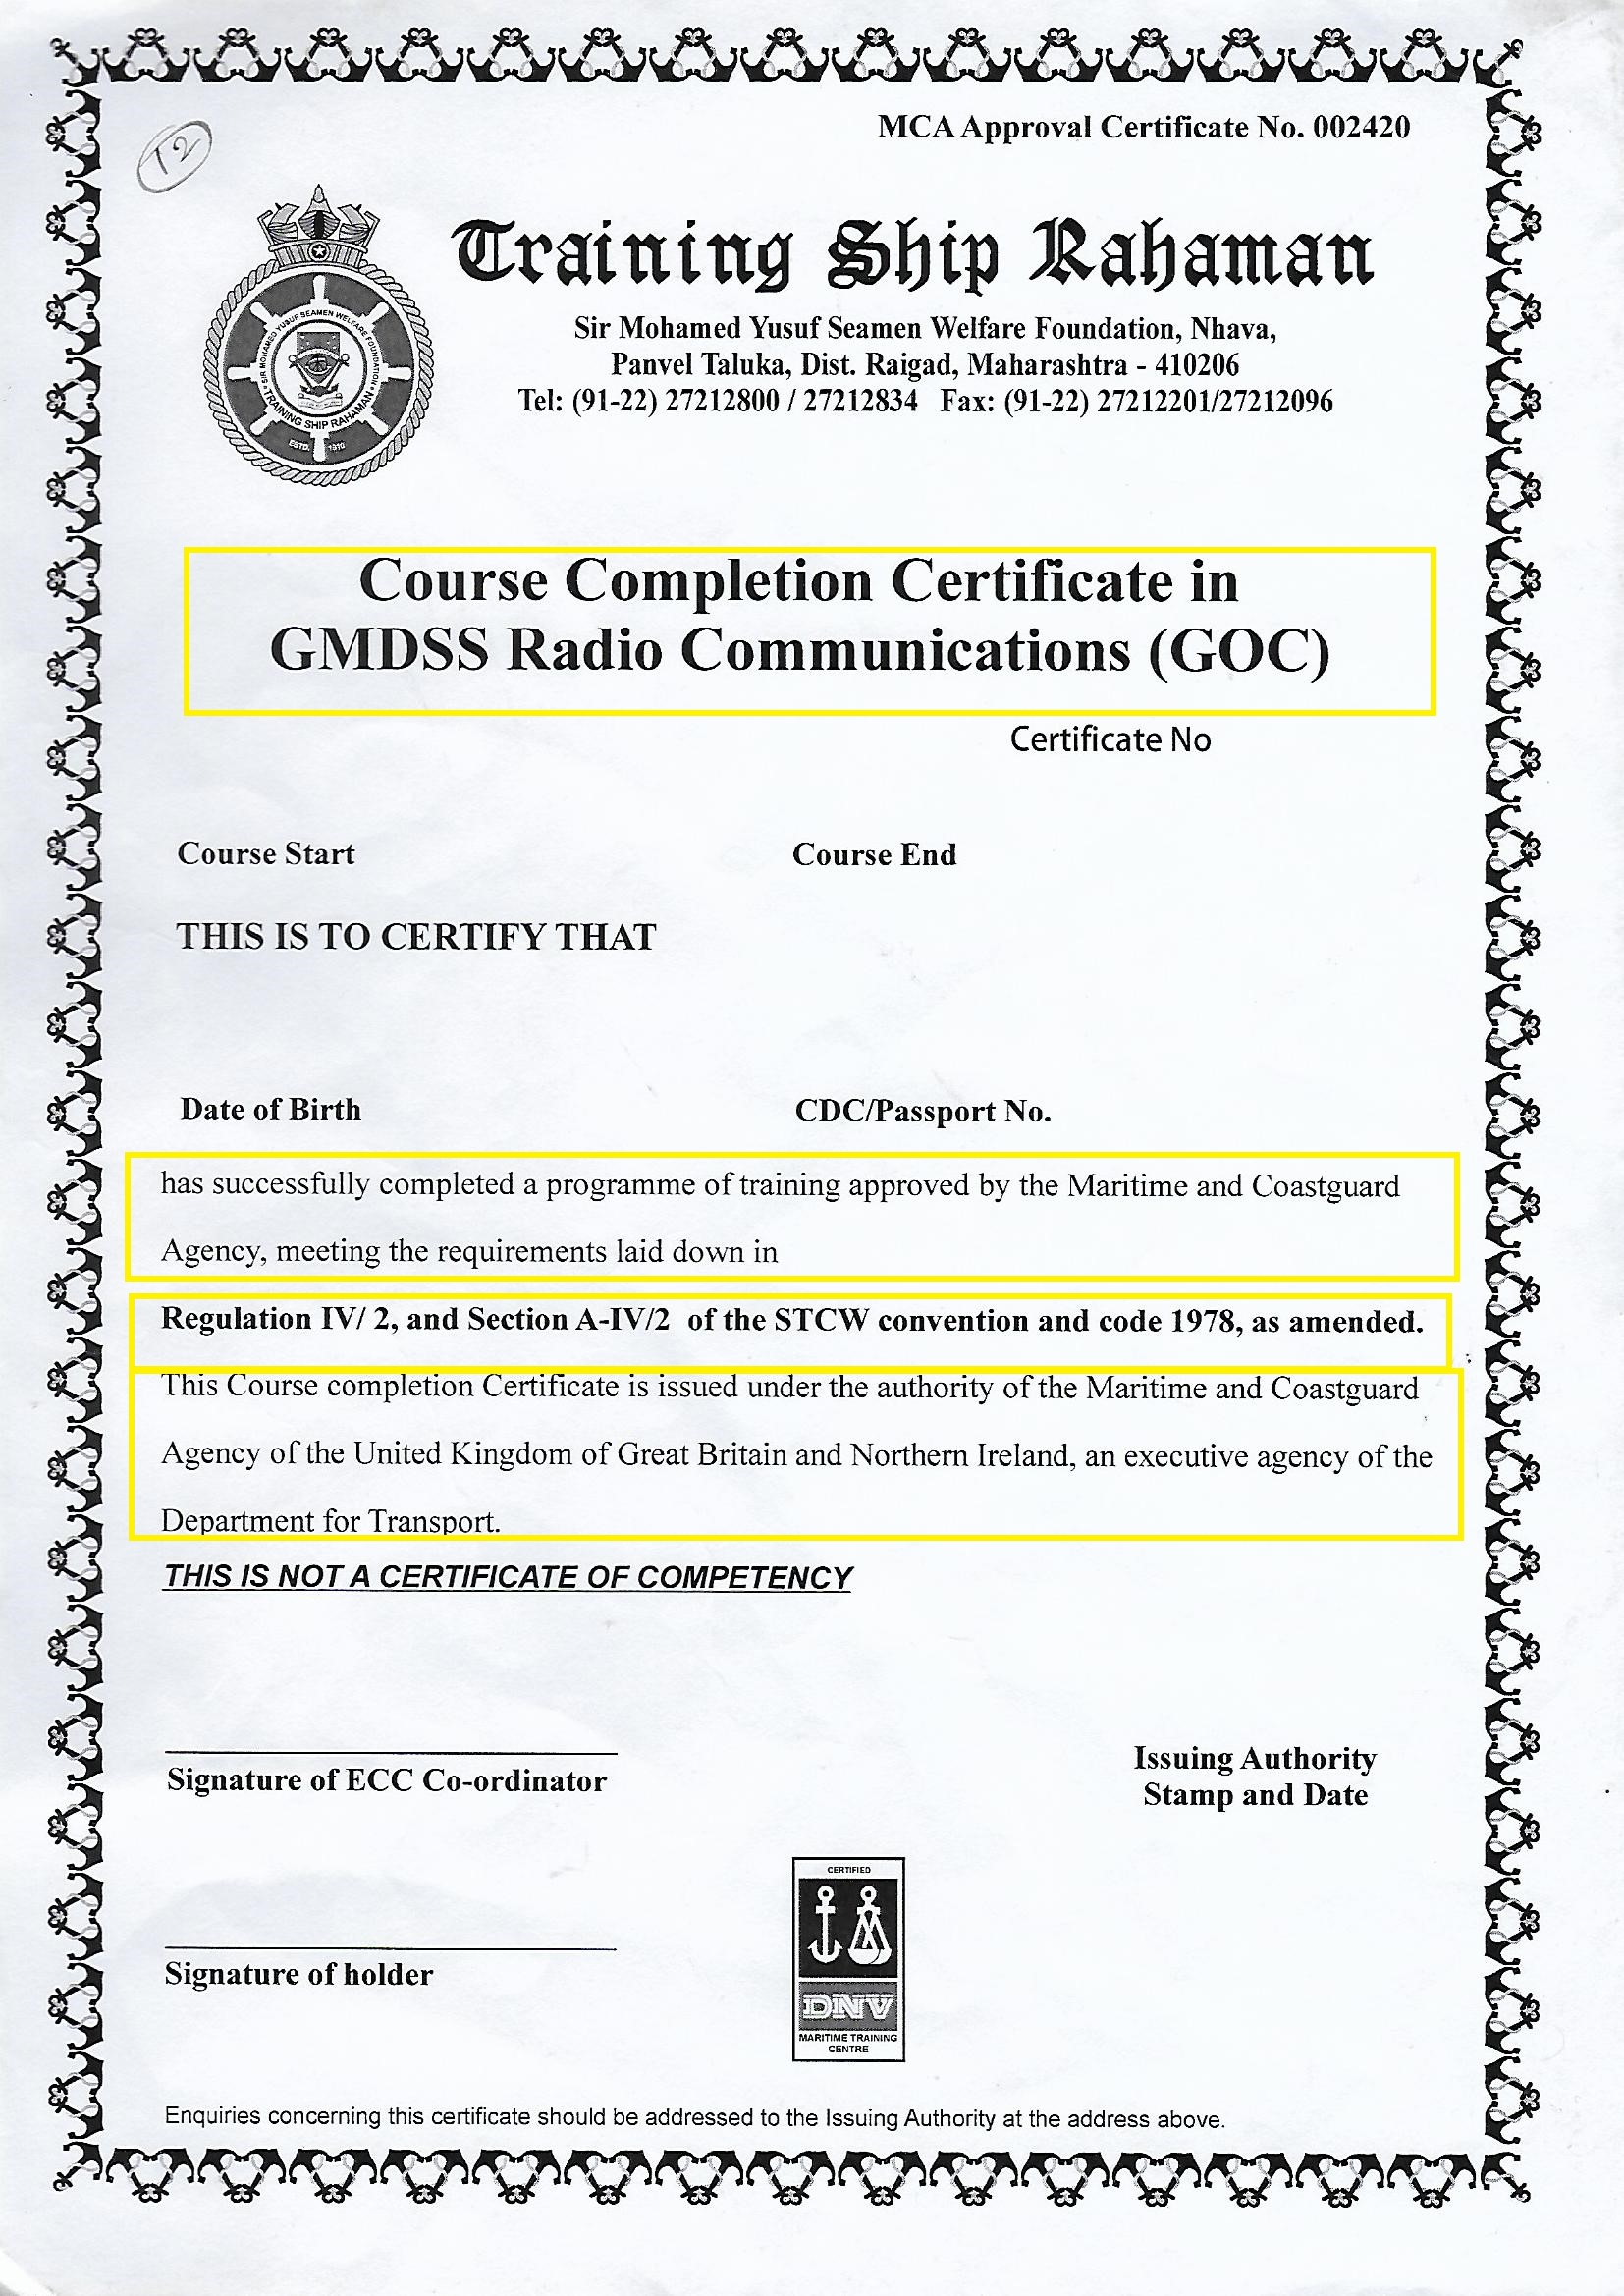 MCA Approval Certificate No. 002420
T2
Training Ship Rahaman
Sir Mohamed Yusuf Seamen Welfare Foundation, Nhava,
Panvel Taluka, Dist. Raigad, Maharashtra - 410206
Tel: (91-22) 27212800 / 27212834 Fax: (91-22) 27212201/27212096
SIR MOHAMED YUSUF SEAMEN WELFARE FOUNDATION
TRAINING SHIP RAHAMAN
ESTD. 1910
Course Completion Certificate in
GMDSS Radio Communications (GOC)
Certificate No
Course Start Course End
THIS IS TO CERTIFY THAT
Date of Birth CDC/Passport No.
has successfully completed a programme of training approved by the Maritime and Coastguard
Agency, meeting the requirements laid down in
Regulation IV/ 2, and Section A-IV/2 of the STCW convention and code 1978, as amended.
This Course completion Certificate is issued under the authority of the Maritime and Coastguard
Agency of the United Kingdom of Great Britain and Northern Ireland, an executive agency of the
Department for Transport.
THIS IS NOT A CERTIFICATE OF COMPETENCY
Signature of ECC Co-ordinator
Issuing Authority
Stamp and Date
Signature of holder
CERTIFIED
DNV
MARITIME TRAINING
CENTRE
Enquiries concerning this certificate should be addressed to the Issuing Authority at the address above.